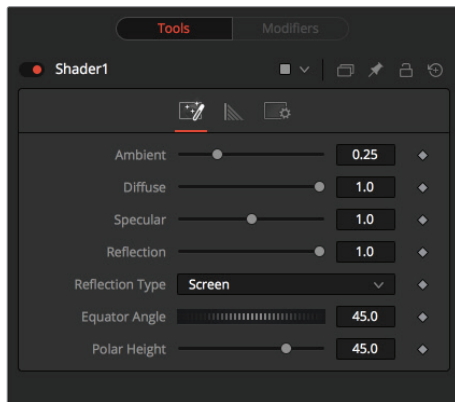 Tools Modifiers
Shader1
Ambient 0.25
Diffuse 1.0
Specular 1.0
Reflection 1.0
Reflection Type Screen
Equator Angle 45.0
Polar Height 45.0